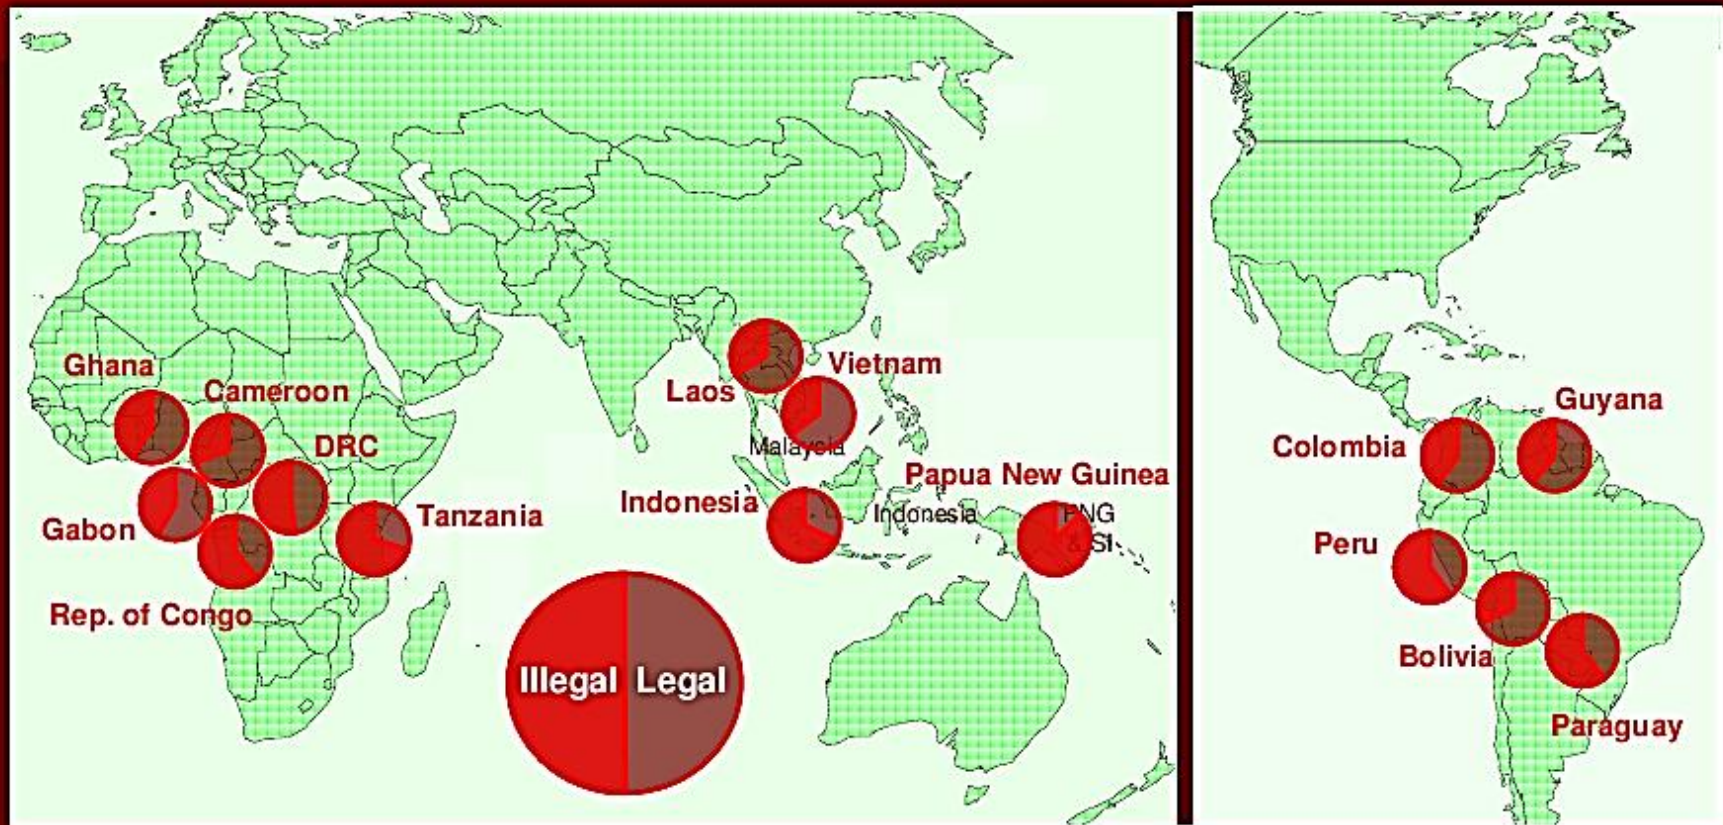 Ghana
Cameroon
DRC
Gabon
Tanzania
Rep. of Congo
Laos
Vietnam
Malaysia
Indonesia
Indonesia
Papua New Guinea
PNG
& SI
Illegal Legal
Guyana
Colombia
Peru
Bolivia
Paraguay